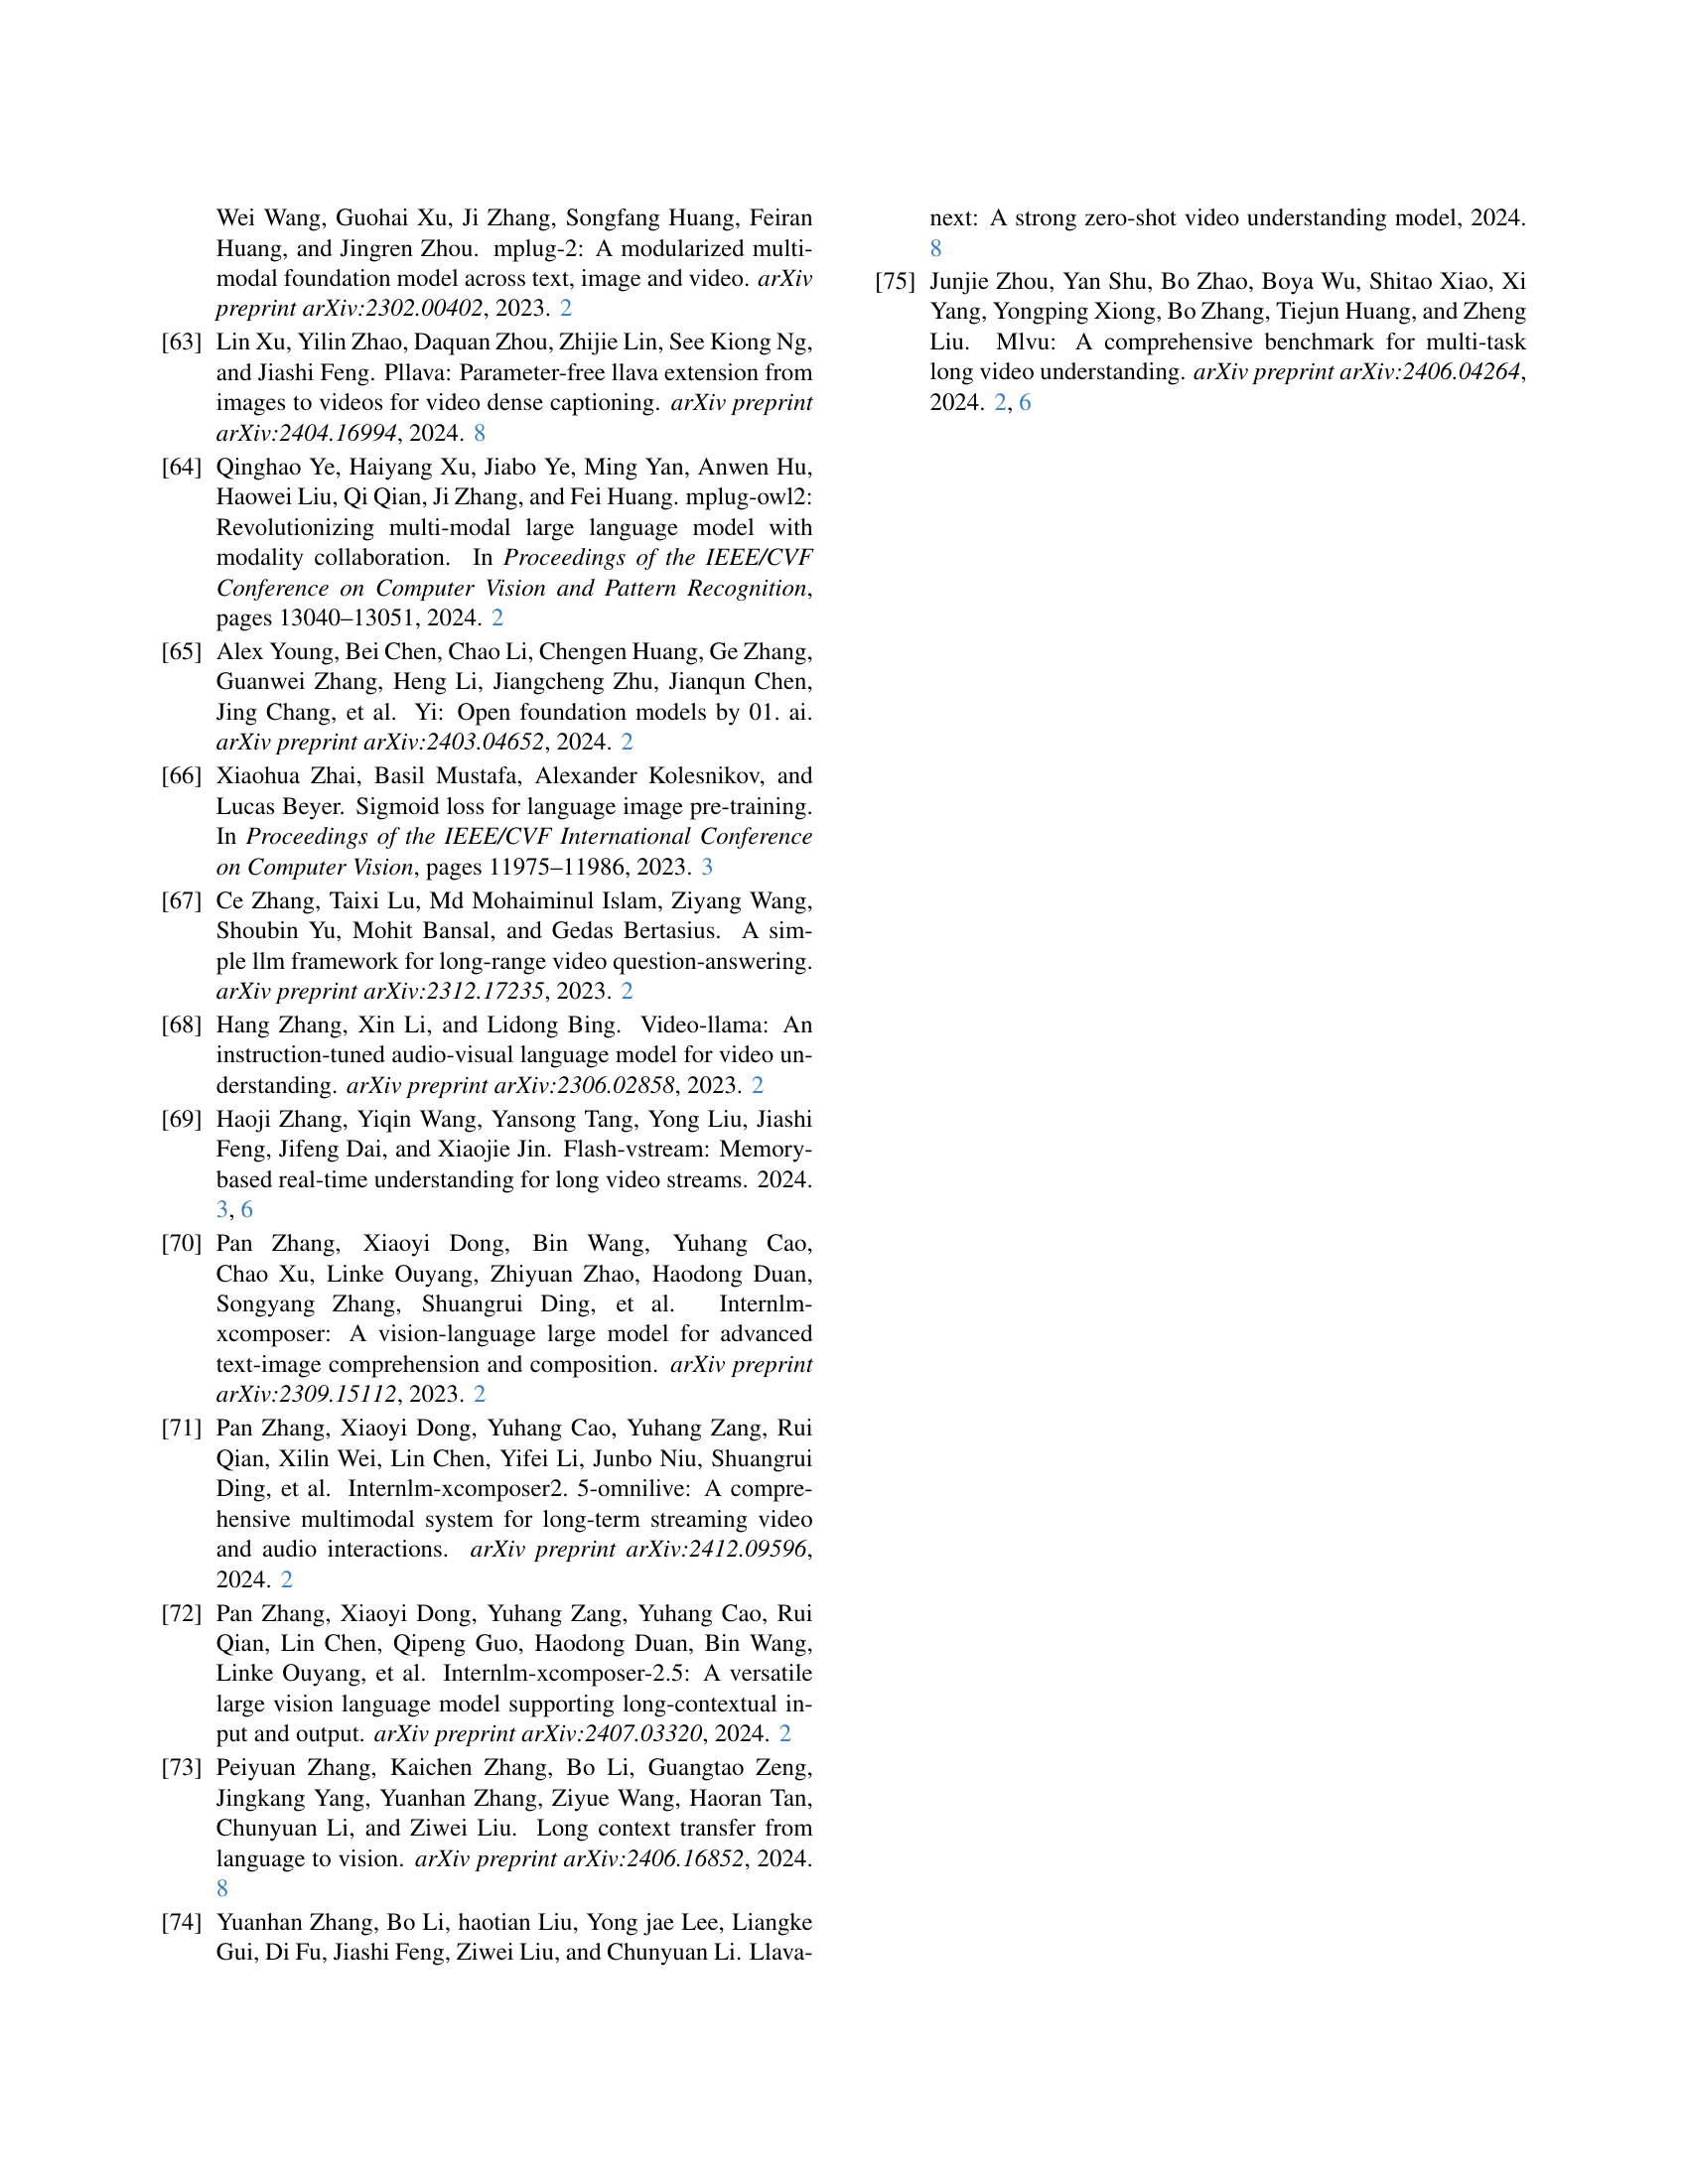 Wei Wang, Guohai Xu, Ji Zhang, Songfang Huang, Feiran
Huang, and Jingren Zhou. mplug-2: A modularized multi-
modal foundation model across text, image and video. arXiv
preprint arXiv:2302.00402, 2023. 2
[63] Lin Xu, Yilin Zhao, Daquan Zhou, Zhijie Lin, See Kiong Ng,
and Jiashi Feng. Pllava: Parameter-free llava extension from
images to videos for video dense captioning. arXiv preprint
arXiv:2404.16994, 2024. 8
[64] Qinghao Ye, Haiyang Xu, Jiabo Ye, Ming Yan, Anwen Hu,
Haowei Liu, Qi Qian, Ji Zhang, and Fei Huang. mplug-owl2:
Revolutionizing multi-modal large language model with
modality collaboration. In Proceedings of the IEEE/CVF
Conference on Computer Vision and Pattern Recognition,
pages 13040–13051, 2024. 2
[65] Alex Young, Bei Chen, Chao Li, Chengen Huang, Ge Zhang,
Guanwei Zhang, Heng Li, Jiangcheng Zhu, Jianqun Chen,
Jing Chang, et al. Yi: Open foundation models by 01. ai.
arXiv preprint arXiv:2403.04652, 2024. 2
[66] Xiaohua Zhai, Basil Mustafa, Alexander Kolesnikov, and
Lucas Beyer. Sigmoid loss for language image pre-training.
In Proceedings of the IEEE/CVF International Conference
on Computer Vision, pages 11975–11986, 2023. 3
[67] Ce Zhang, Taixi Lu, Md Mohaiminul Islam, Ziyang Wang,
Shoubin Yu, Mohit Bansal, and Gedas Bertasius. A sim-
ple llm framework for long-range video question-answering.
arXiv preprint arXiv:2312.17235, 2023. 2
[68] Hang Zhang, Xin Li, and Lidong Bing. Video-llama: An
instruction-tuned audio-visual language model for video un-
derstanding. arXiv preprint arXiv:2306.02858, 2023. 2
[69] Haoji Zhang, Yiqin Wang, Yansong Tang, Yong Liu, Jiashi
Feng, Jifeng Dai, and Xiaojie Jin. Flash-vstream: Memory-
based real-time understanding for long video streams. 2024.
3, 6
[70] Pan Zhang, Xiaoyi Dong, Bin Wang, Yuhang Cao,
Chao Xu, Linke Ouyang, Zhiyuan Zhao, Haodong Duan,
Songyang Zhang, Shuangrui Ding, et al. Internlm-
xcomposer: A vision-language large model for advanced
text-image comprehension and composition. arXiv preprint
arXiv:2309.15112, 2023. 2
[71] Pan Zhang, Xiaoyi Dong, Yuhang Cao, Yuhang Zang, Rui
Qian, Xilin Wei, Lin Chen, Yifei Li, Junbo Niu, Shuangrui
Ding, et al. Internlm-xcomposer2. 5-omnilive: A compre-
hensive multimodal system for long-term streaming video
and audio interactions. arXiv preprint arXiv:2412.09596,
2024. 2
[72] Pan Zhang, Xiaoyi Dong, Yuhang Zang, Yuhang Cao, Rui
Qian, Lin Chen, Qipeng Guo, Haodong Duan, Bin Wang,
Linke Ouyang, et al. Internlm-xcomposer-2.5: A versatile
large vision language model supporting long-contextual in-
put and output. arXiv preprint arXiv:2407.03320, 2024. 2
[73] Peiyuan Zhang, Kaichen Zhang, Bo Li, Guangtao Zeng,
Jingkang Yang, Yuanhan Zhang, Ziyue Wang, Haoran Tan,
Chunyuan Li, and Ziwei Liu. Long context transfer from
language to vision. arXiv preprint arXiv:2406.16852, 2024.
8
[74] Yuanhan Zhang, Bo Li, haotian Liu, Yong jae Lee, Liangke
Gui, Di Fu, Jiashi Feng, Ziwei Liu, and Chunyuan Li. Llava-
next: A strong zero-shot video understanding model, 2024.
8
[75] Junjie Zhou, Yan Shu, Bo Zhao, Boya Wu, Shitao Xiao, Xi
Yang, Yongping Xiong, Bo Zhang, Tiejun Huang, and Zheng
Liu. Mlvu: A comprehensive benchmark for multi-task
long video understanding. arXiv preprint arXiv:2406.04264,
2024. 2, 6